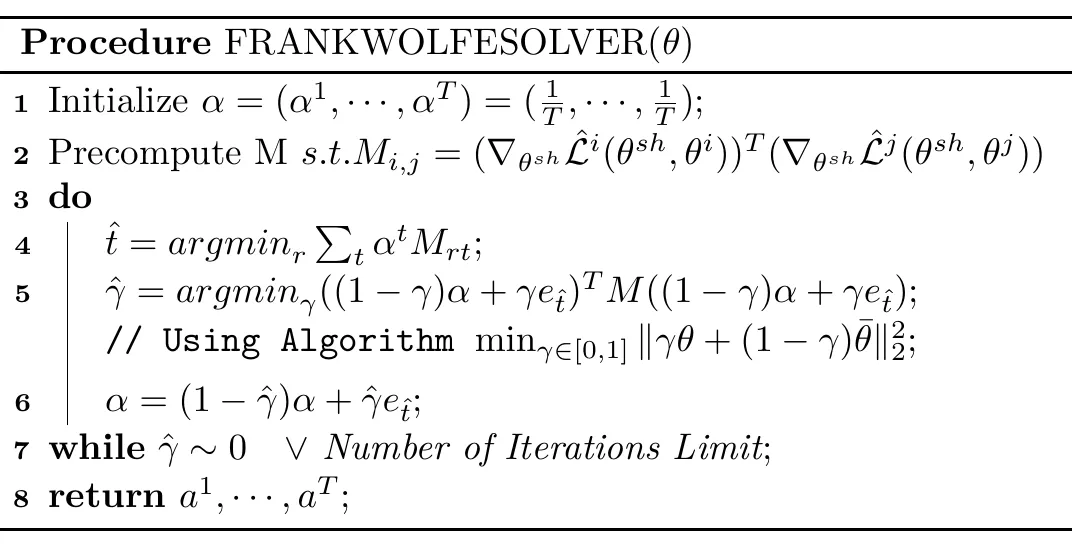 Procedure FRANKWOLFESOLVER(θ)
1 Initialize α = (α^1, ⋯, α^T) = (1/T, ⋯, 1/T);
2 Precompute M s.t.M_{i,j} = (∇_{θ^{sh}} \hat{ℒ}^i(θ^{sh}, θ^i))^T(∇_{θ^{sh}} \hat{ℒ}^j(θ^{sh}, θ^j))
3 do
4 \hat{t} = argmin_r ∑_t α^t M_{rt};
5 \hat{γ} = argmin_γ((1 − γ)α + γe_{\hat{t}})^T M((1 − γ)α + γe_{\hat{t}});
// Using Algorithm min_{γ∈[0,1]} ‖γθ + (1 − γ)\bar{θ}‖_2^2;
6 α = (1 − \hat{γ})α + \hat{γ}e_{\hat{t}};
7 while \hat{γ} ∼ 0 ∨ Number of Iterations Limit;
8 return a^1, ⋯, a^T;